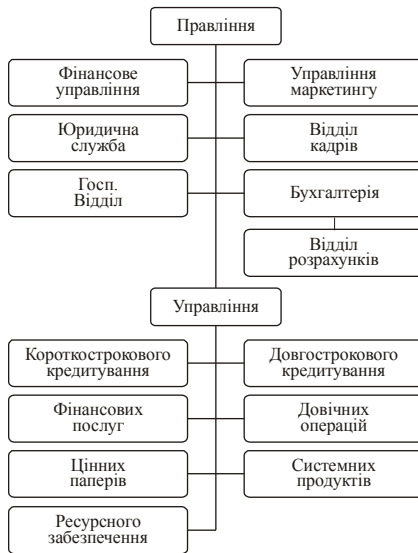 Правління
Фінансове
управління
Управління
маркетингу
Юридична
служба
Відділ
кадрів
Госп.
Відділ
Бухгалтерія
Відділ
розрахунків
Управління
Короткострокового
кредитування
Довгострокового
кредитування
Фінансових
послуг
Довічних
операцій
Цінних
паперів
Системних
продуктів
Ресурсного
забезпечення